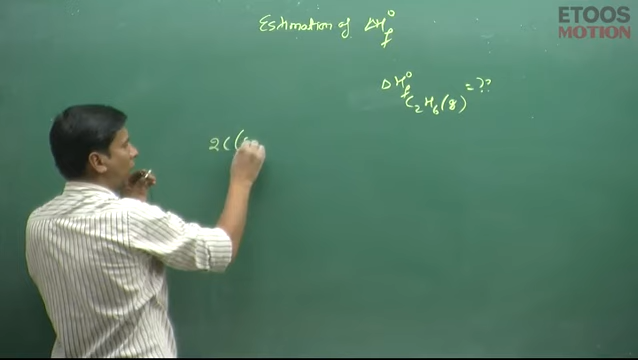 Estimation of ΔH°f
ETOOS
MOTION
ΔH°f C2H6(g) = ??
2C(